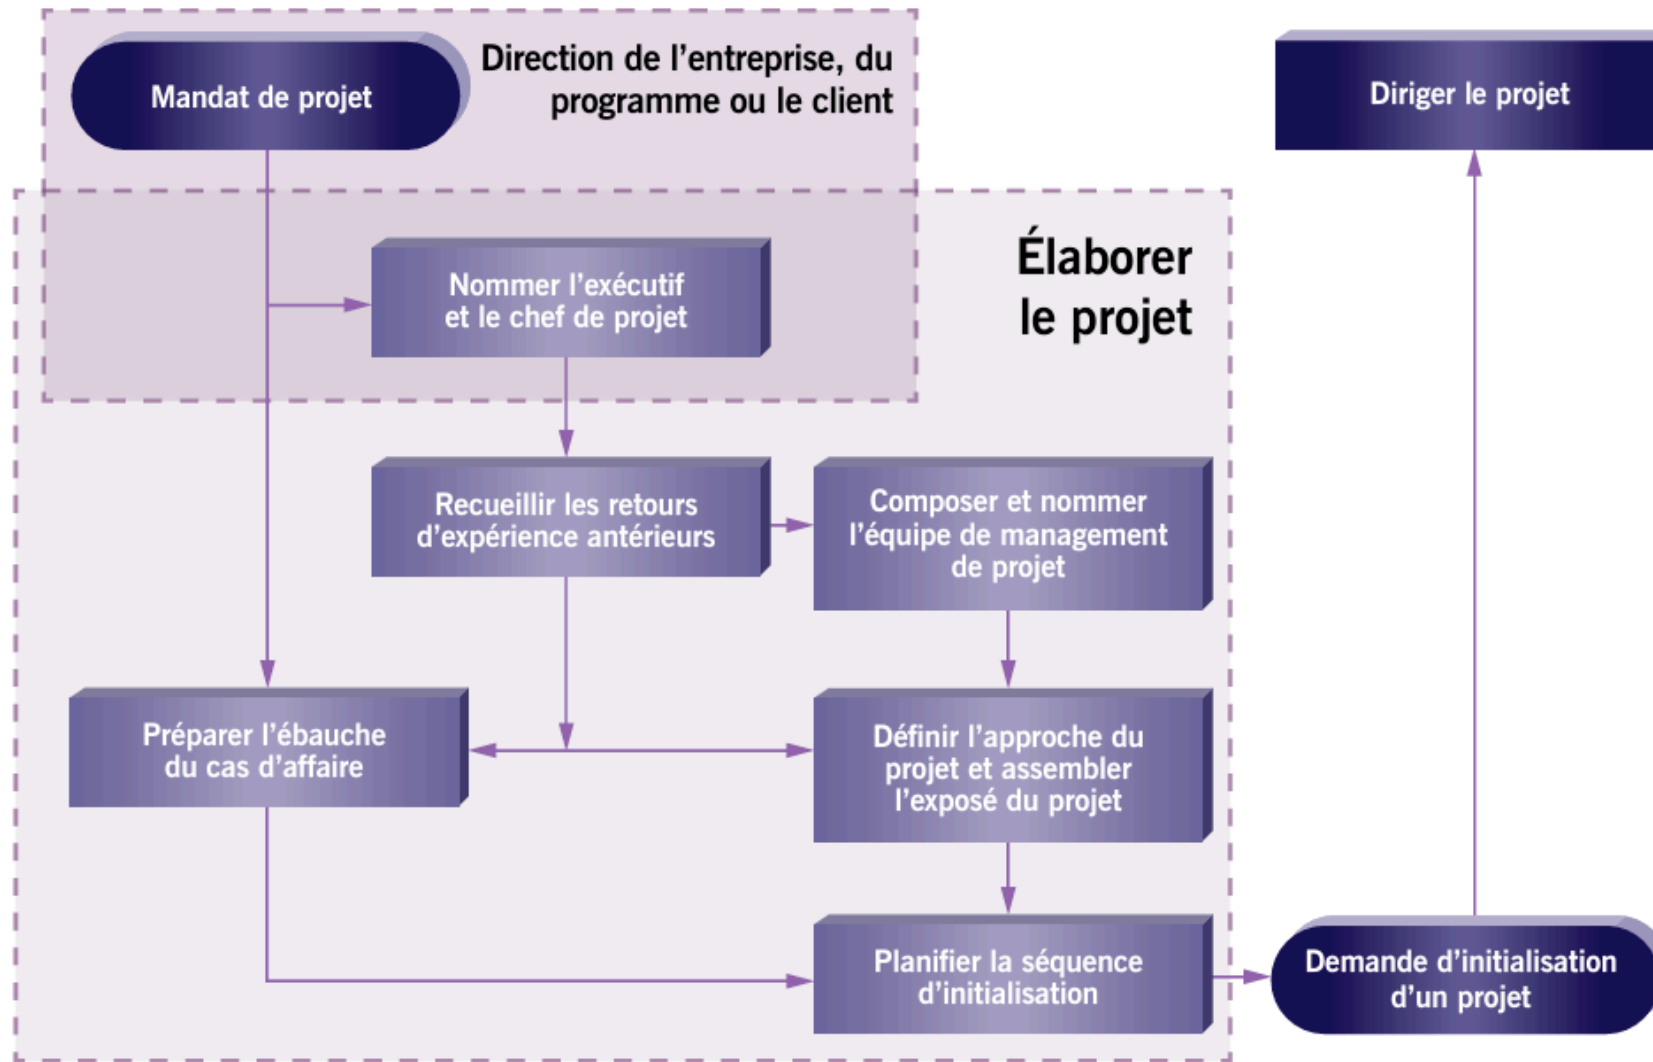 Mandat de projet
Direction de l’entreprise, du
programme ou le client
Diriger le projet
Nommer l’exécutif
et le chef de projet
Élaborer
le projet
Recueillir les retours
d’expérience antérieurs
Composer et nommer
l’équipe de management
de projet
Préparer l’ébauche
du cas d’affaire
Définir l’approche du
projet et assembler
l’exposé du projet
Planifier la séquence
d’initialisation
Demande d’initialisation
d’un projet